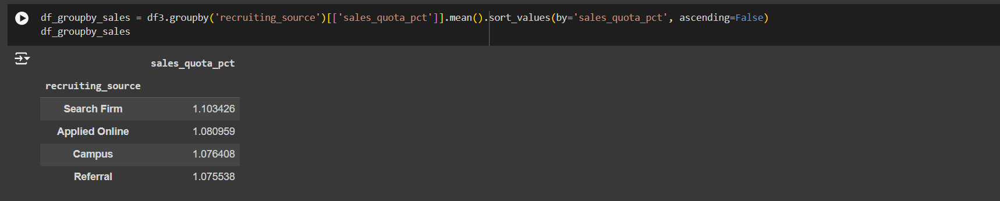 df_groupby_sales = df3.groupby('recruiting_source')[['sales_quota_pct']].mean().sort_values(by='sales_quota_pct', ascending=False)
df_groupby_sales
sales_quota_pct
recruiting_source
Search Firm 1.103426
Applied Online 1.080959
Campus 1.076408
Referral 1.075538